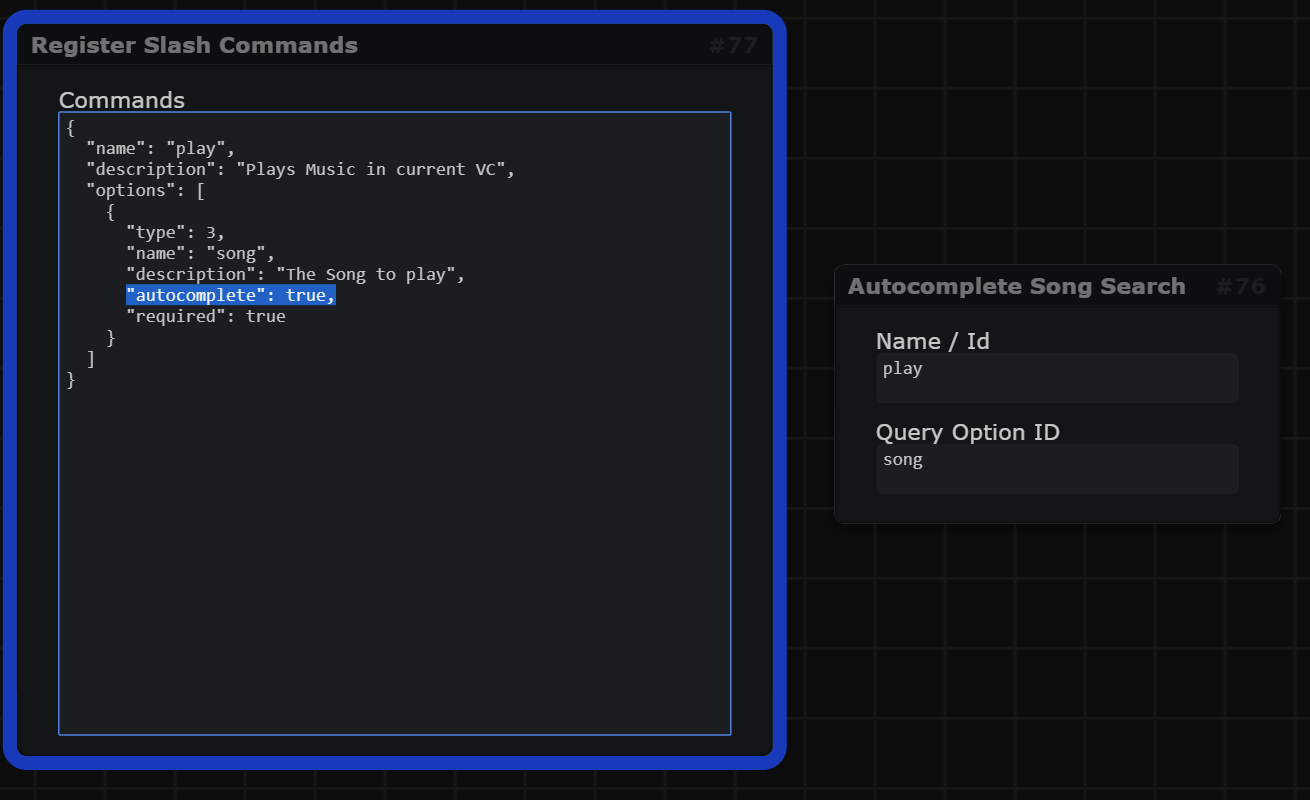 Register Slash Commands #77
Commands
{
"name": "play",
"description": "Plays Music in current VC",
"options": [
{
"type": 3,
"name": "song",
"description": "The Song to play",
"autocomplete": true,
"required": true
}
]
}
Autocomplete Song Search #76
Name / Id
play
Query Option ID
song